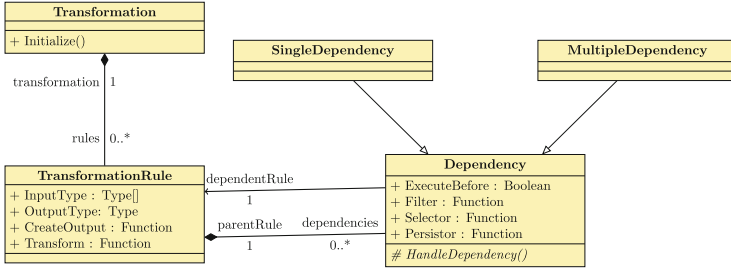 Transformation
+ Initialize()
SingleDependency
MultipleDependency
transformation 1
rules 0..*
TransformationRule
+ InputType : Type[]
+ OutputType: Type
+ CreateOutput : Function
+ Transform : Function
dependentRule
1
parentRule dependencies
1 0..*
Dependency
+ ExecuteBefore : Boolean
+ Filter : Function
+ Selector : Function
+ Persistor : Function
# HandleDependency()